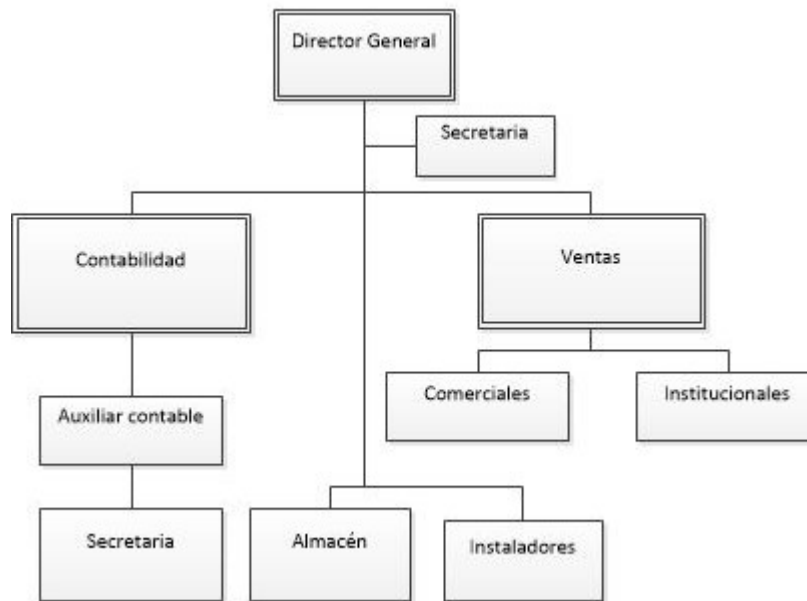 Director General
Secretaria
Contabilidad
Ventas
Comerciales
Institucionales
Auxiliar contable
Secretaria
Almacén
Instaladores